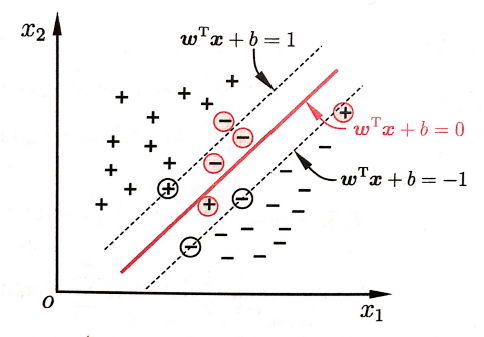 x₂
wᵀx + b = 1
wᵀx + b = 0
wᵀx + b = −1
O
x₁